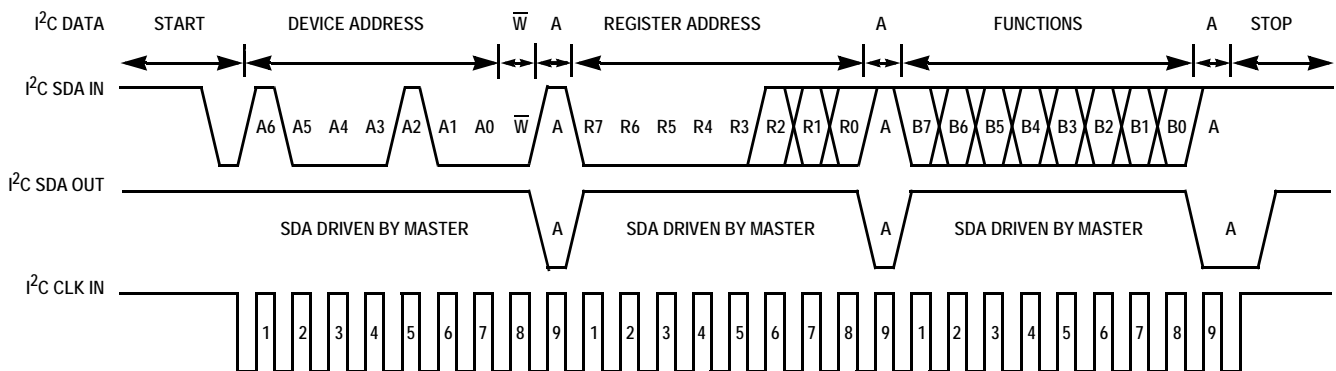 I²C DATA START DEVICE ADDRESS W̅ A REGISTER ADDRESS A FUNCTIONS A STOP
I²C SDA IN A6 A5 A4 A3 A2 A1 A0 W̅ A R7 R6 R5 R4 R3 R2 R1 R0 A B7 B6 B5 B4 B3 B2 B1 B0 A
I²C SDA OUT SDA DRIVEN BY MASTER A SDA DRIVEN BY MASTER A SDA DRIVEN BY MASTER A
I²C CLK IN 1 2 3 4 5 6 7 8 9 1 2 3 4 5 6 7 8 9 1 2 3 4 5 6 7 8 9